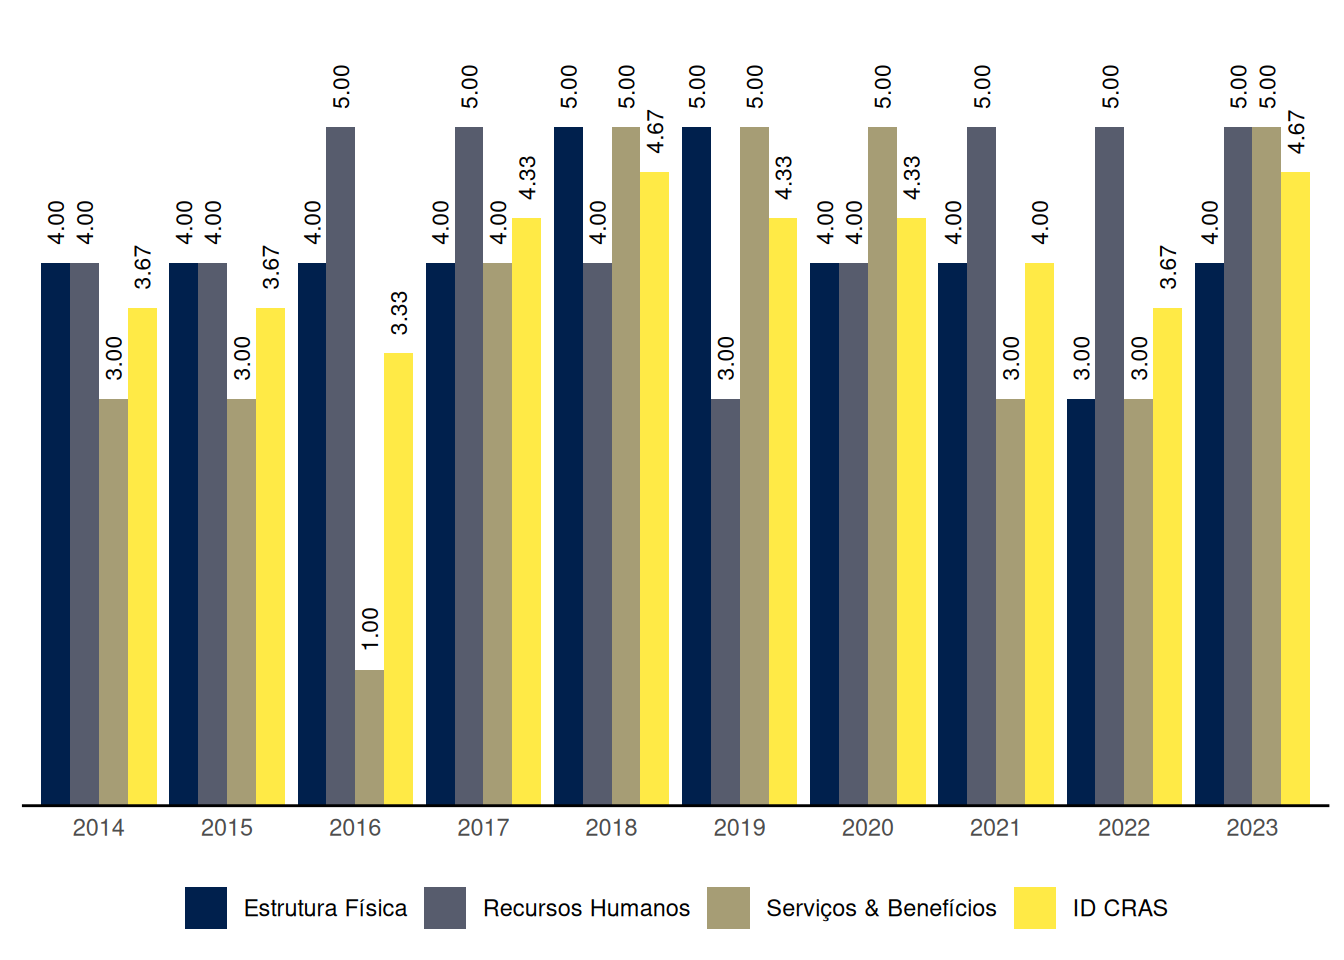 4.00 4.00 3.00 3.67 4.00 4.00 3.00 3.67 4.00 5.00 1.00 3.33 4.00 5.00 4.00 4.33 5.00 4.00 5.00 4.67 5.00 3.00 5.00 4.33 4.00 4.00 5.00 4.33 4.00 5.00 3.00 4.00 3.00 5.00 3.00 3.67 4.00 5.00 5.00 4.67
2014 2015 2016 2017 2018 2019 2020 2021 2022 2023
Estrutura Física Recursos Humanos Serviços & Benefícios ID CRAS